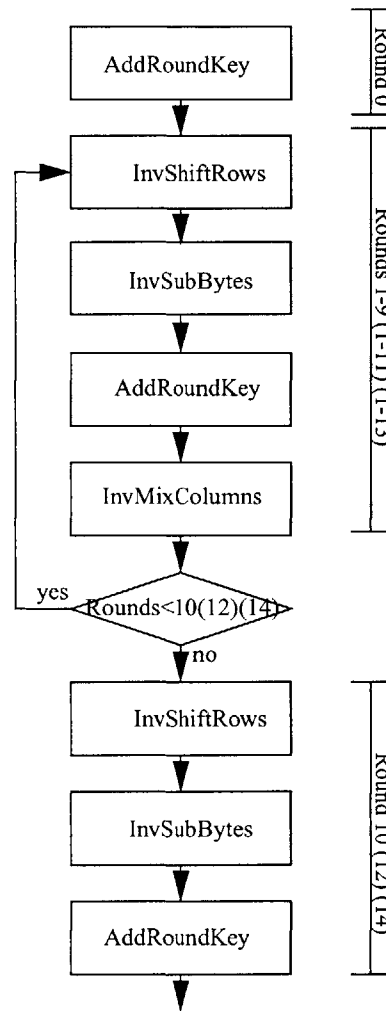 AddRoundKey
Round 0
InvShiftRows
InvSubBytes
AddRoundKey
InvMixColumns
Rounds 1-9 (1-11) (1-13)
yes
Rounds<10(12)(14)
no
InvShiftRows
InvSubBytes
AddRoundKey
Round 10 (12) (14)